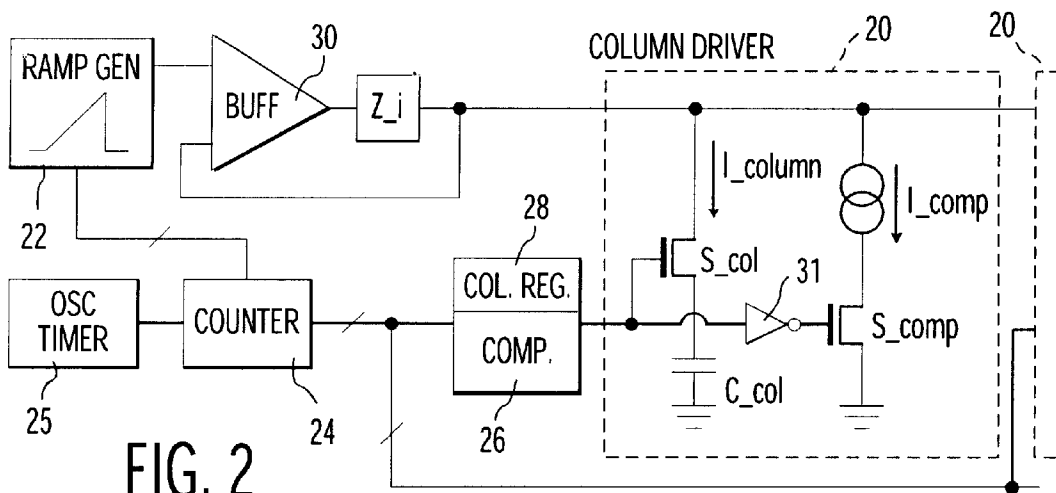 20
20
COLUMN DRIVER
30
RAMP GEN
BUFF
Z_i
22
I_column
I_comp
28
S_col
31
OSC
TIMER
COUNTER
COL. REG.
COMP.
S_comp
C_col
25
24
26
FIG. 2